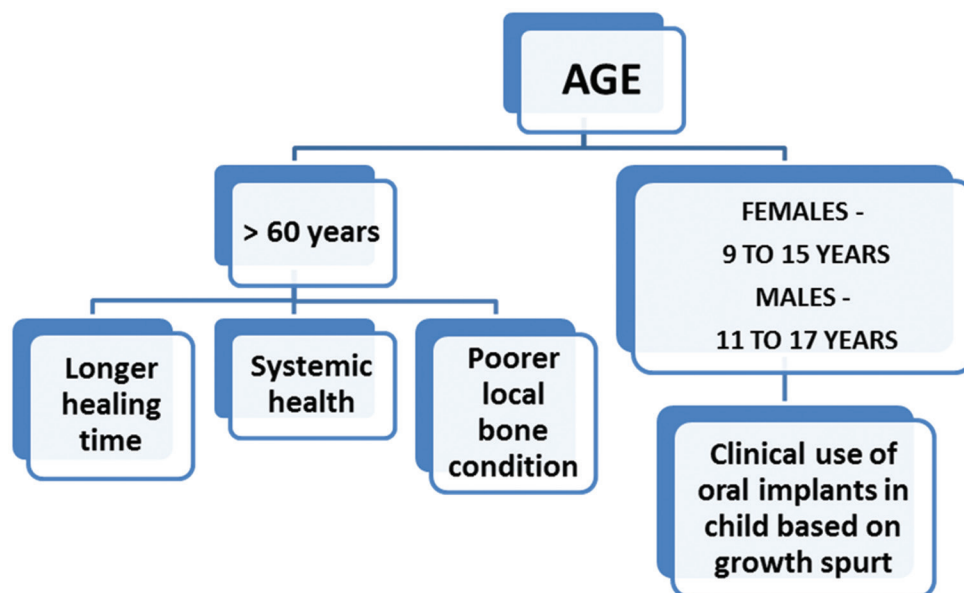 AGE
> 60 years
FEMALES -
9 TO 15 YEARS
MALES -
11 TO 17 YEARS
Longer
healing
time
Systemic
health
Poorer
local
bone
condition
Clinical use of
oral implants in
child based on
growth spurt